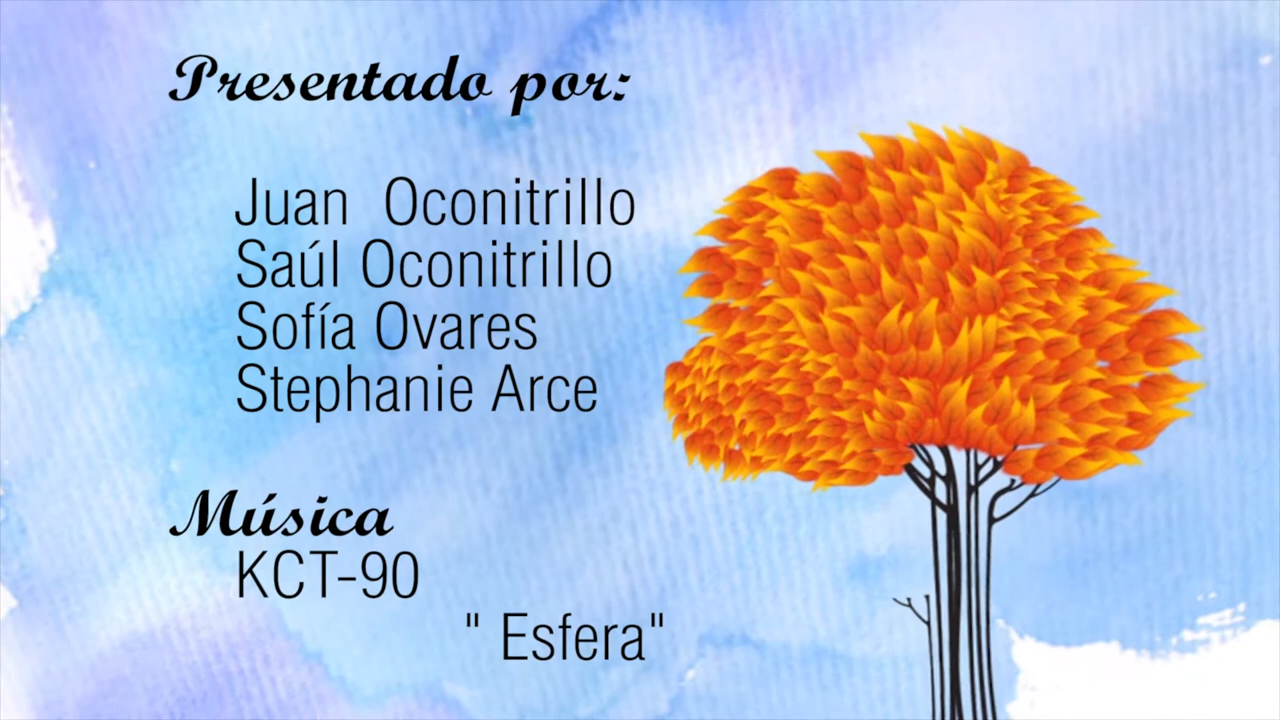 Presentado por:
Juan Oconitrillo
Saúl Oconitrillo
Sofía Ovares
Stephanie Arce
Música
KCT-90
" Esfera"